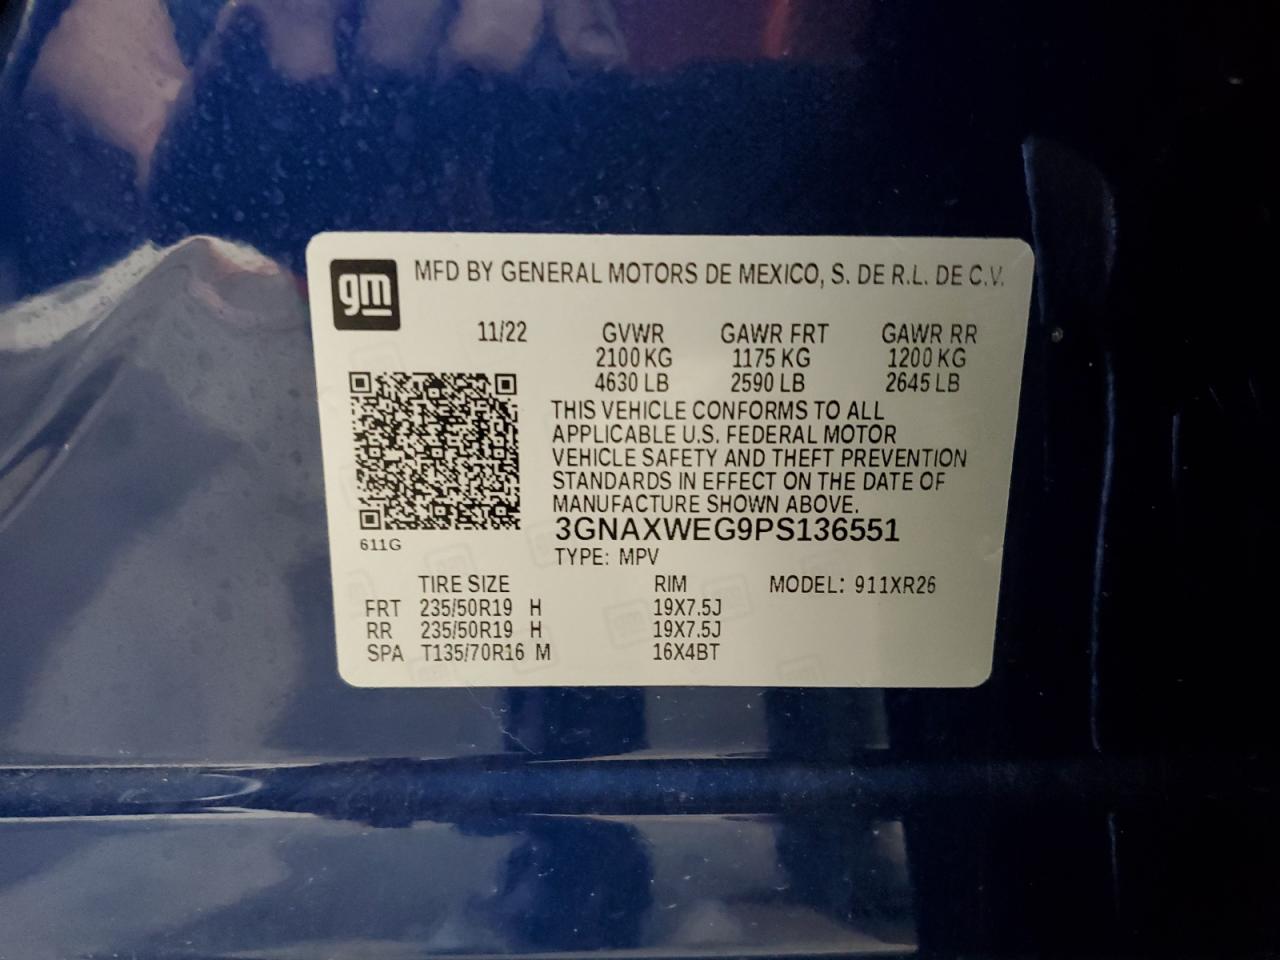 gm MFD BY GENERAL MOTORS DE MEXICO, S. DE R.L. DE C.V.
11/22 GVWR GAWR FRT GAWR RR
2100 KG 1175 KG 1200 KG
4630 LB 2590 LB 2645 LB
THIS VEHICLE CONFORMS TO ALL
APPLICABLE U.S. FEDERAL MOTOR
VEHICLE SAFETY AND THEFT PREVENTION
STANDARDS IN EFFECT ON THE DATE OF
MANUFACTURE SHOWN ABOVE.
3GNAXWEG9PS136551
611G
TYPE: MPV
TIRE SIZE RIM MODEL: 911XR26
FRT 235/50R19 H 19X7.5J
RR 235/50R19 H 19X7.5J
SPA T135/70R16 M 16X4BT